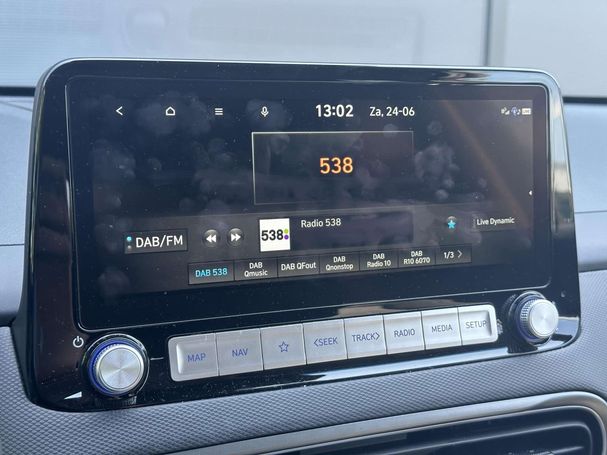 13:02 Za, 24-06
538
DAB/FM
538
Radio 538
Live Dynamic
DAB 538
DAB Qmusic
DAB QFout
DAB Qnonstop
DAB Radio 10
DAB R10 6070
1/3 >
MAP NAV <SEEK TRACK> RADIO MEDIA SETUP